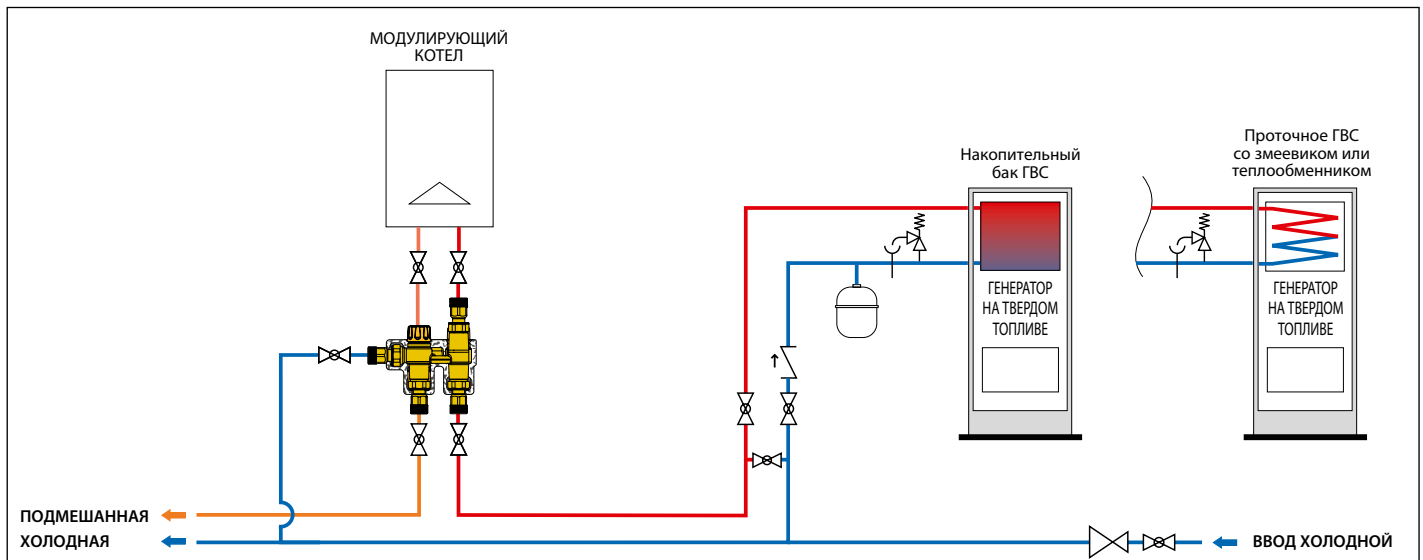 МОДУЛИРУЮЩИЙ
КОТЕЛ
Накопительный
бак ГВС
Проточное ГВС
со змеевиком или
теплообменником
ГЕНЕРАТОР
НА ТВЕРДОМ
ТОПЛИВЕ
ГЕНЕРАТОР
НА ТВЕРДОМ
ТОПЛИВЕ
ПОДМЕШАННАЯ
ХОЛОДНАЯ
ВВОД ХОЛОДНОЙ